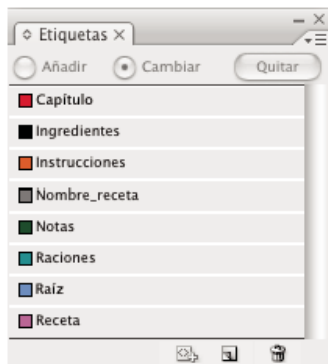 Etiquetas
Añadir Cambiar Quitar
Capítulo
Ingredientes
Instrucciones
Nombre_receta
Notas
Raciones
Raíz
Receta